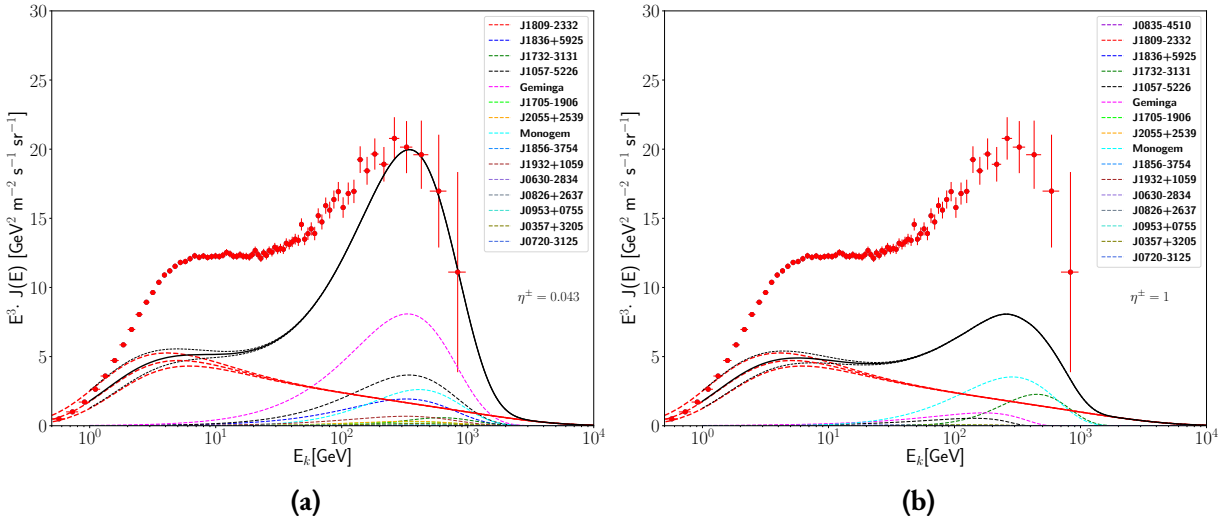 30
25
20
15
10
5
0
E³· J(E) [GeV² m⁻² s⁻¹ sr⁻¹]
J1809-2332
J1836+5925
J1732-3131
J1057-5226
Geminga
J1705-1906
J2055+2539
Monogem
J1856-3754
J1932+1059
J0630-2834
J0826+2637
J0953+0755
J0357+3205
J0720-3125
η± = 0.043
10⁰ 10¹ 10² 10³ 10⁴
E_k[GeV]
(a)
30
25
20
15
10
5
0
E³· J(E) [GeV² m⁻² s⁻¹ sr⁻¹]
J0835-4510
J1809-2332
J1836+5925
J1732-3131
J1057-5226
Geminga
J1705-1906
J2055+2539
Monogem
J1856-3754
J1932+1059
J0630-2834
J0826+2637
J0953+0755
J0357+3205
J0720-3125
η± = 1
10⁰ 10¹ 10² 10³ 10⁴
E_k[GeV]
(b)